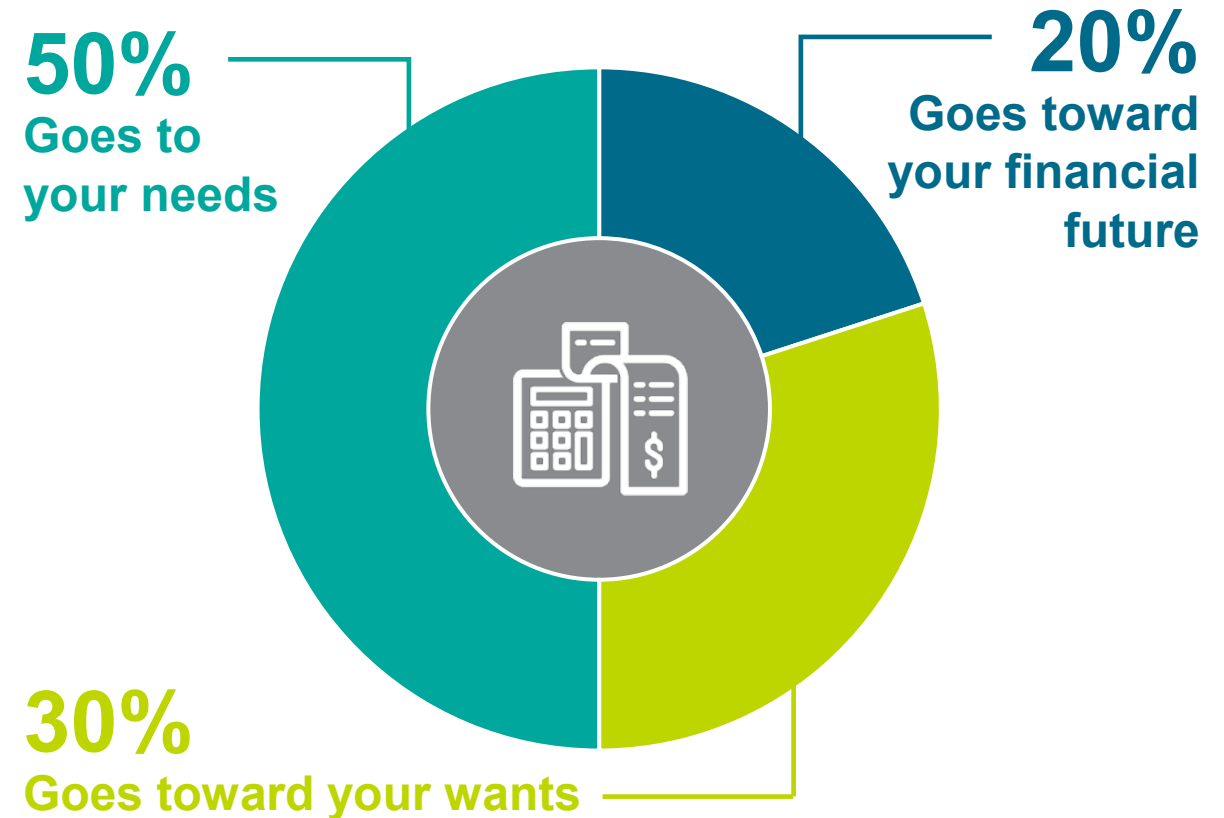 50%
Goes to
your needs
20%
Goes toward
your financial
future
$
30%
Goes toward your wants